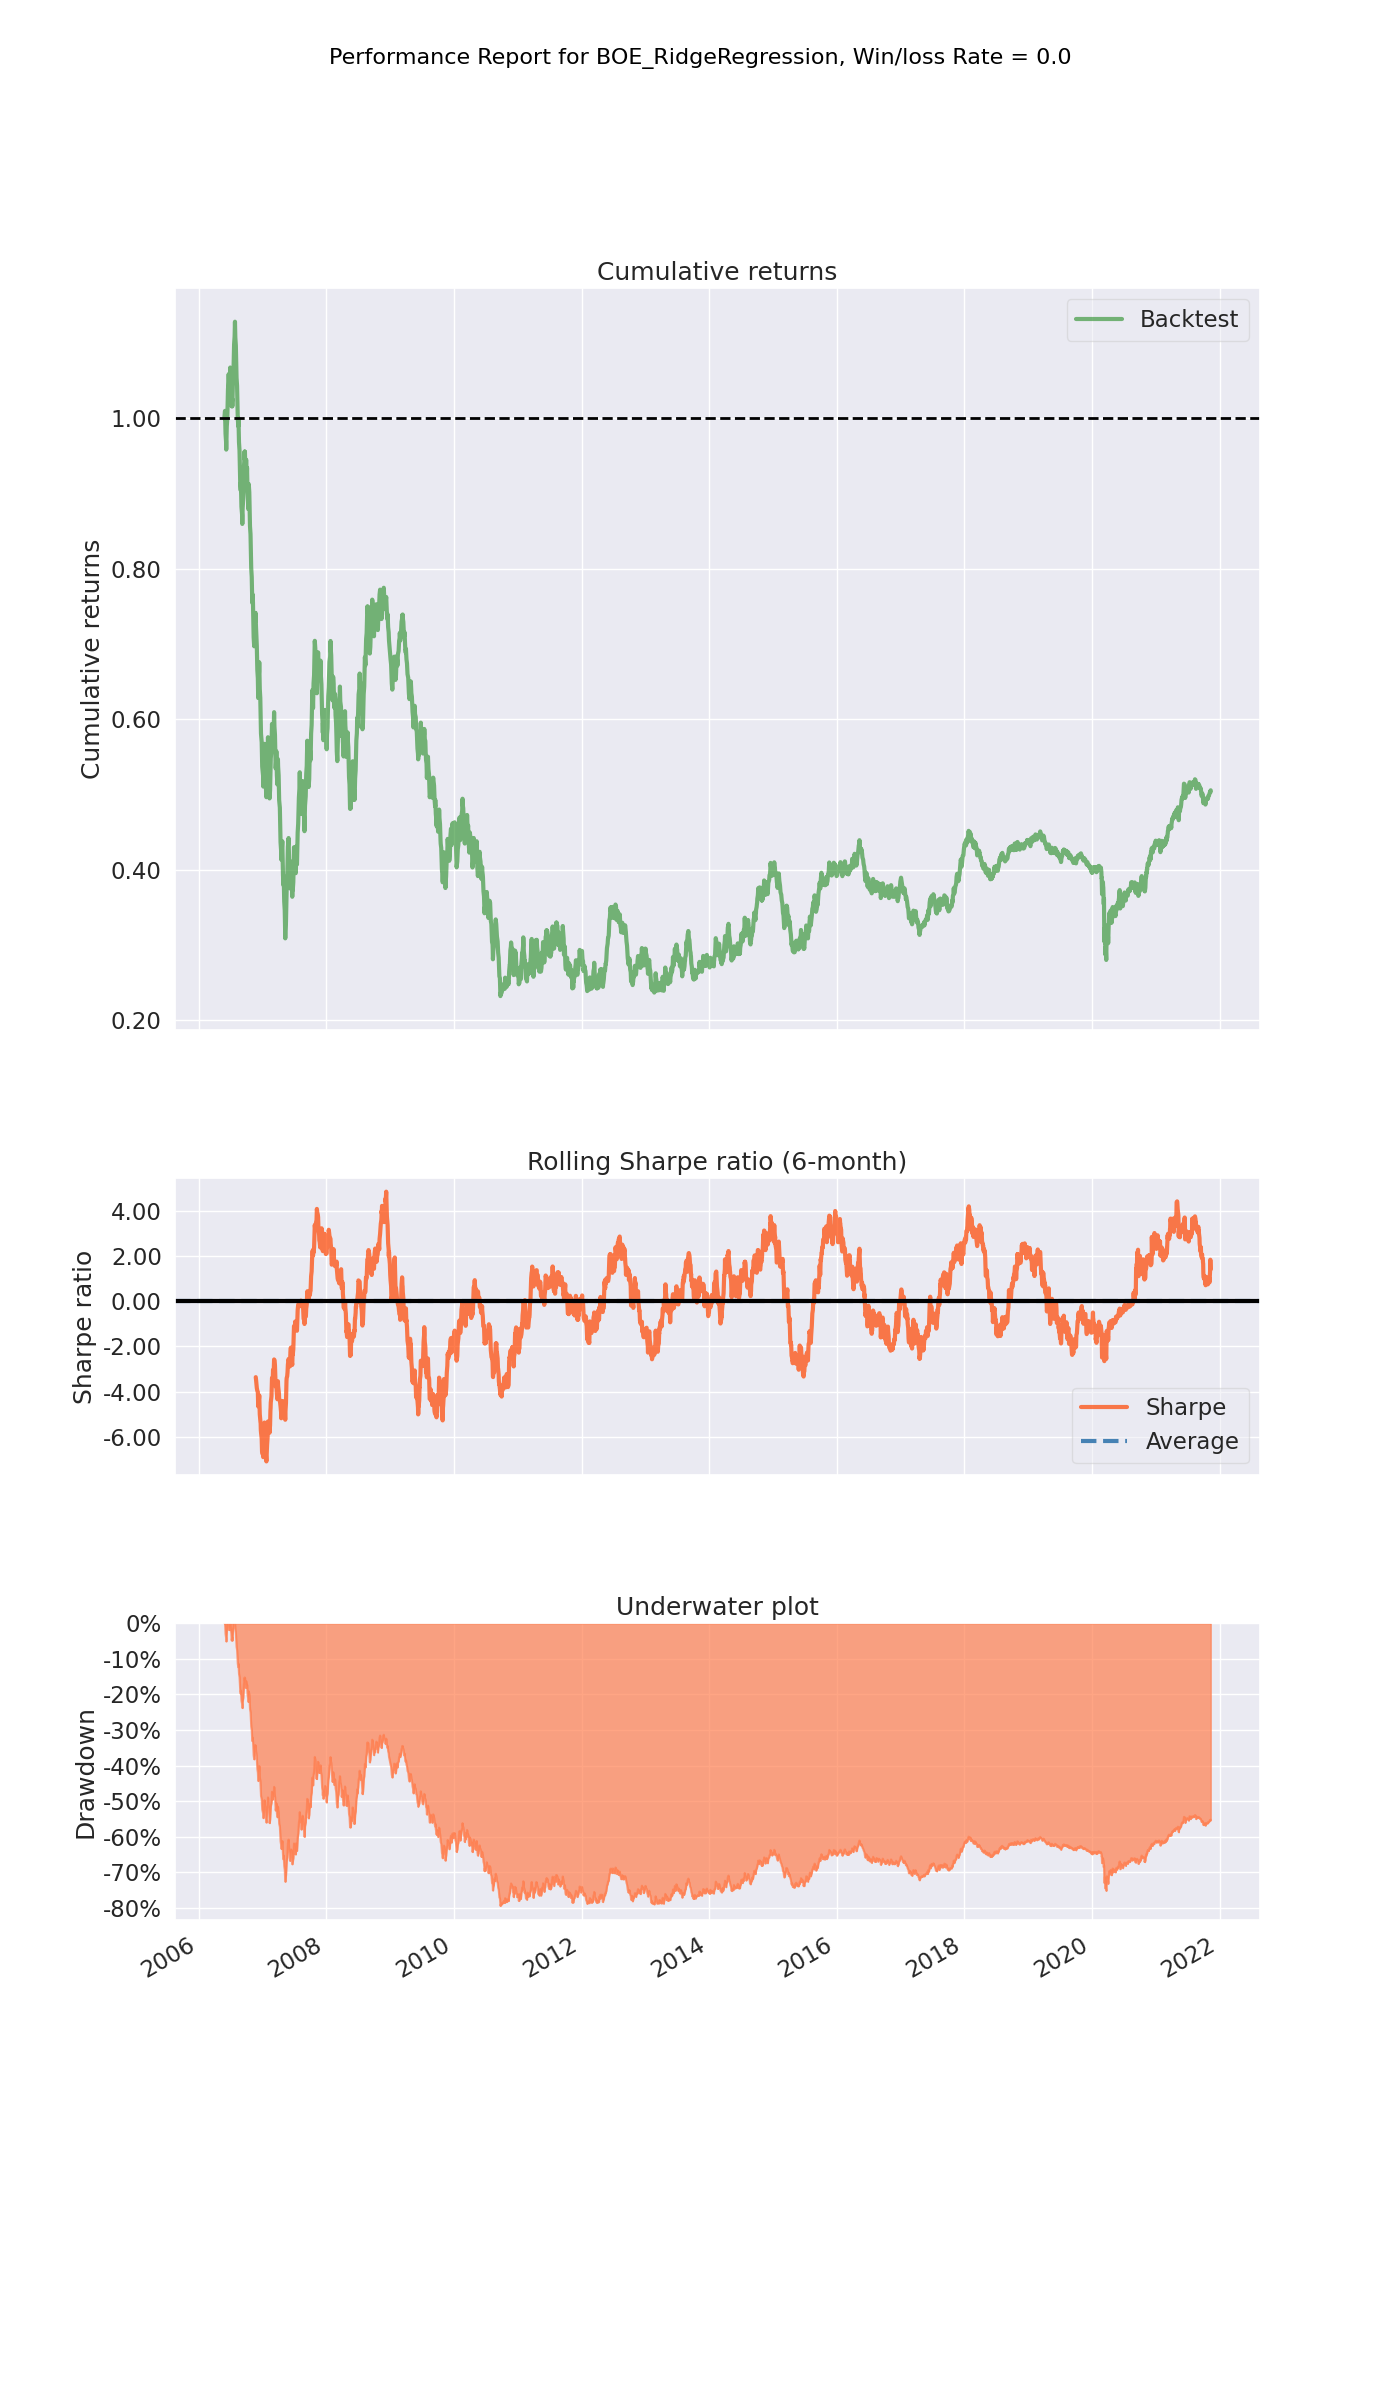 Performance Report for BOE_RidgeRegression, Win/loss Rate = 0.0
Cumulative returns
Backtest
1.00
0.80
0.60
0.40
0.20
Cumulative returns
Rolling Sharpe ratio (6-month)
4.00
2.00
0.00
-2.00
-4.00
-6.00
Sharpe ratio
Sharpe
Average
Underwater plot
0%
-10%
-20%
-30%
-40%
-50%
-60%
-70%
-80%
Drawdown
2006
2008
2010
2012
2014
2016
2018
2020
2022